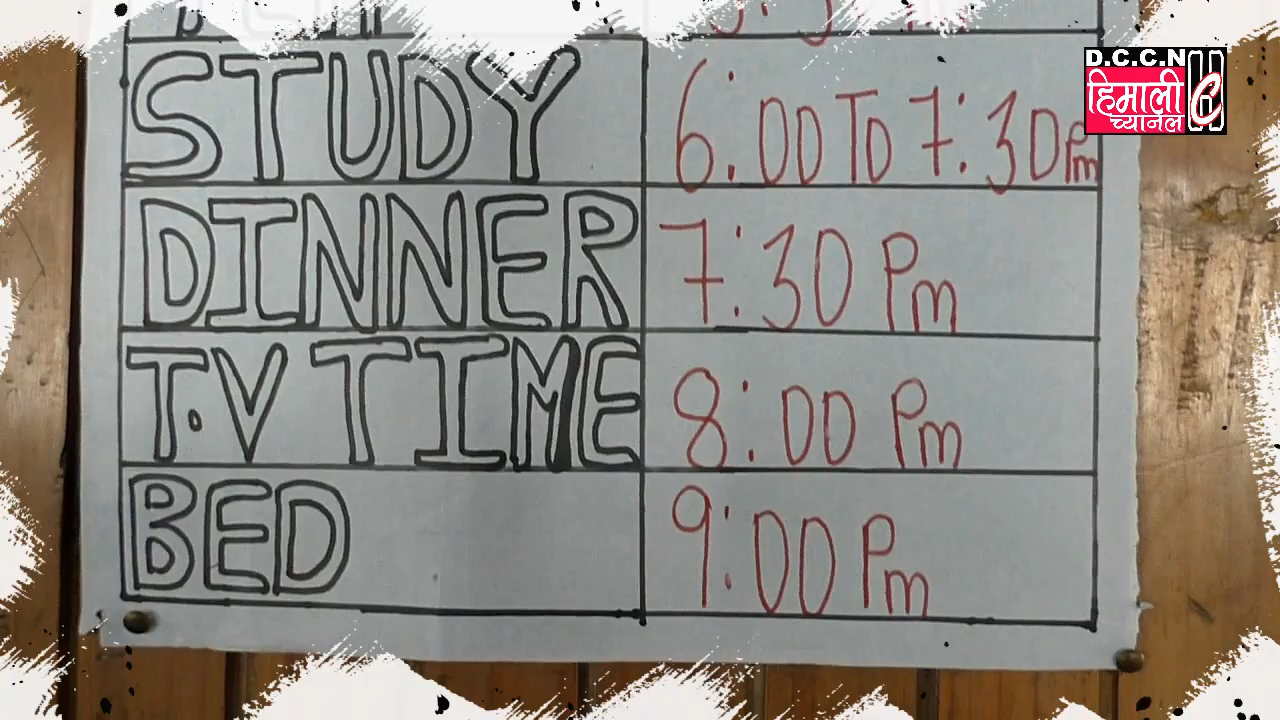 D.C.C.N
हिमाली
च्यानल
STUDY 6:00 TO 7:30 Pm
DINNER 7:30 Pm
T.V TIME 8:00 Pm
BED 9:00 Pm